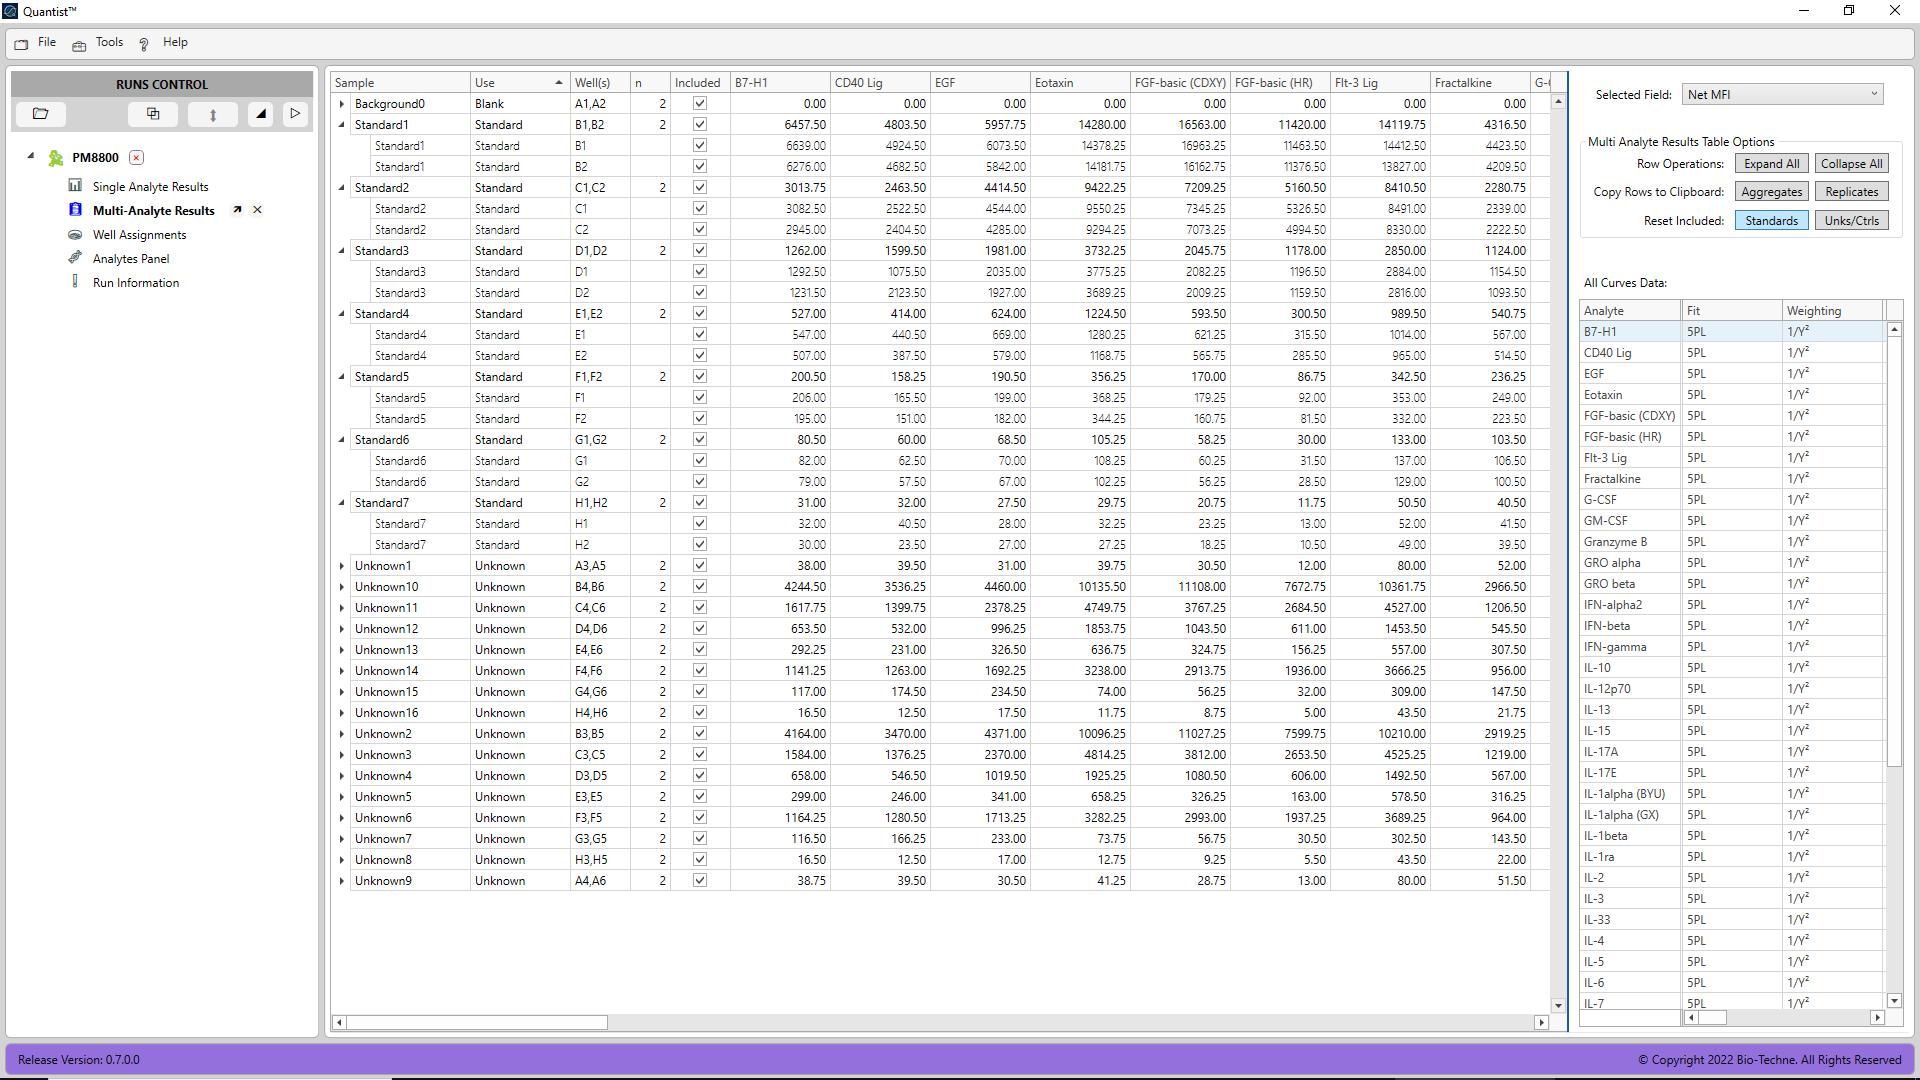 Quantist™
File Tools Help
RUNS CONTROL
PM8800
Single Analyte Results
Multi-Analyte Results
Well Assignments
Analytes Panel
Run Information
Sample Use Well(s) n Included B7-H1 CD40 Lig EGF Eotaxin FGF-basic (CDXY) FGF-basic (HR) Flt-3 Lig Fractalkine
Background0 Blank A1,A2 2 0.00 0.00 0.00 0.00 0.00 0.00 0.00 0.00
Standard1 Standard B1,B2 2 6457.50 4803.50 5957.75 14280.00 16563.00 11420.00 14119.75 4316.50
Standard1 Standard B1 6639.00 4924.50 6073.50 14378.25 16963.25 11463.50 14412.50 4423.50
Standard1 Standard B2 6276.00 4682.50 5842.00 14181.75 16162.75 11376.50 13827.00 4209.50
Standard2 Standard C1,C2 2 3013.75 2463.50 4414.50 9422.25 7209.25 5160.50 8410.50 2280.75
Standard2 Standard C1 3082.50 2522.50 4544.00 9550.25 7345.25 5326.50 8491.00 2339.00
Standard2 Standard C2 2945.00 2404.50 4285.00 9294.25 7073.25 4994.50 8330.00 2222.50
Standard3 Standard D1,D2 2 1262.00 1599.50 1981.00 3732.25 2045.75 1178.00 2850.00 1124.00
Standard3 Standard D1 1292.50 1075.50 2035.00 3775.25 2082.25 1196.50 2884.00 1154.50
Standard3 Standard D2 1231.50 2123.50 1927.00 3689.25 2009.25 1159.50 2816.00 1093.50
Standard4 Standard E1,E2 2 527.00 414.00 624.00 1224.50 593.50 300.50 989.50 540.75
Standard4 Standard E1 547.00 440.50 669.00 1280.25 621.25 315.50 1014.00 567.00
Standard4 Standard E2 507.00 387.50 579.00 1168.75 565.75 285.50 965.00 514.50
Standard5 Standard F1,F2 2 200.50 158.25 190.50 356.25 170.00 86.75 342.50 236.25
Standard5 Standard F1 206.00 165.50 199.00 368.25 179.25 92.00 353.00 249.00
Standard5 Standard F2 195.00 151.00 182.00 344.25 160.75 81.50 332.00 223.50
Standard6 Standard G1,G2 2 80.50 60.00 68.50 105.25 58.25 30.00 133.00 103.50
Standard6 Standard G1 82.00 62.50 70.00 108.25 60.25 31.50 137.00 106.50
Standard6 Standard G2 79.00 57.50 67.00 102.25 56.25 28.50 129.00 100.50
Standard7 Standard H1,H2 2 31.00 32.00 27.50 29.75 20.75 11.75 50.50 40.50
Standard7 Standard H1 32.00 40.50 28.00 32.25 23.25 13.00 52.00 41.50
Standard7 Standard H2 30.00 23.50 27.00 27.25 18.25 10.50 49.00 39.50
Unknown1 Unknown A3,A5 2 38.00 39.50 31.00 39.75 30.50 12.00 80.00 52.00
Unknown10 Unknown B4,B6 2 4244.50 3536.25 4460.00 10135.50 11108.00 7672.75 10361.75 2966.50
Unknown11 Unknown C4,C6 2 1617.75 1399.75 2378.25 4749.75 3767.25 2684.50 4527.00 1206.50
Unknown12 Unknown D4,D6 2 653.50 532.00 996.25 1853.75 1043.50 611.00 1453.50 545.50
Unknown13 Unknown E4,E6 2 292.25 231.00 326.50 636.75 324.75 156.25 557.00 307.50
Unknown14 Unknown F4,F6 2 1141.25 1263.00 1692.25 3238.00 2913.75 1936.00 3666.25 956.00
Unknown15 Unknown G4,G6 2 117.00 174.50 234.50 74.00 56.25 32.00 309.00 147.50
Unknown16 Unknown H4,H6 2 16.50 12.50 17.50 11.75 8.75 5.00 43.50 21.75
Unknown2 Unknown B3,B5 2 4164.00 3470.00 4371.00 10096.25 11027.25 7599.75 10210.00 2919.25
Unknown3 Unknown C3,C5 2 1584.00 1376.25 2370.00 4814.25 3812.00 2653.50 4525.25 1219.00
Unknown4 Unknown D3,D5 2 658.00 546.50 1019.50 1925.25 1080.50 606.00 1492.50 567.00
Unknown5 Unknown E3,E5 2 299.00 246.00 341.00 658.25 326.25 163.00 578.50 316.25
Unknown6 Unknown F3,F5 2 1164.25 1280.50 1713.25 3282.25 2993.00 1937.25 3689.25 964.00
Unknown7 Unknown G3,G5 2 116.50 166.25 233.00 73.75 56.75 30.50 302.50 143.50
Unknown8 Unknown H3,H5 2 16.50 12.50 17.00 12.75 9.25 5.50 43.50 22.00
Unknown9 Unknown A4,A6 2 38.75 39.50 30.50 41.25 28.75 13.00 80.00 51.50
Selected Field: Net MFI
Multi Analyte Results Table Options
Row Operations: Expand All Collapse All
Copy Rows to Clipboard: Aggregates Replicates
Reset Included: Standards Unks/Ctrls
All Curves Data:
Analyte Fit Weighting
B7-H1 5PL 1/Y²
CD40 Lig 5PL 1/Y²
EGF 5PL 1/Y²
Eotaxin 5PL 1/Y²
FGF-basic (CDXY) 5PL 1/Y²
FGF-basic (HR) 5PL 1/Y²
Flt-3 Lig 5PL 1/Y²
Fractalkine 5PL 1/Y²
G-CSF 5PL 1/Y²
GM-CSF 5PL 1/Y²
Granzyme B 5PL 1/Y²
GRO alpha 5PL 1/Y²
GRO beta 5PL 1/Y²
IFN-alpha2 5PL 1/Y²
IFN-beta 5PL 1/Y²
IFN-gamma 5PL 1/Y²
IL-10 5PL 1/Y²
IL-12p70 5PL 1/Y²
IL-13 5PL 1/Y²
IL-15 5PL 1/Y²
IL-17A 5PL 1/Y²
IL-17E 5PL 1/Y²
IL-1alpha (BYU) 5PL 1/Y²
IL-1alpha (GX) 5PL 1/Y²
IL-1beta 5PL 1/Y²
IL-1ra 5PL 1/Y²
IL-2 5PL 1/Y²
IL-3 5PL 1/Y²
IL-33 5PL 1/Y²
IL-4 5PL 1/Y²
IL-5 5PL 1/Y²
IL-6 5PL 1/Y²
IL-7 5PL 1/Y²
Release Version: 0.7.0.0
© Copyright 2022 Bio-Techne. All Rights Reserved